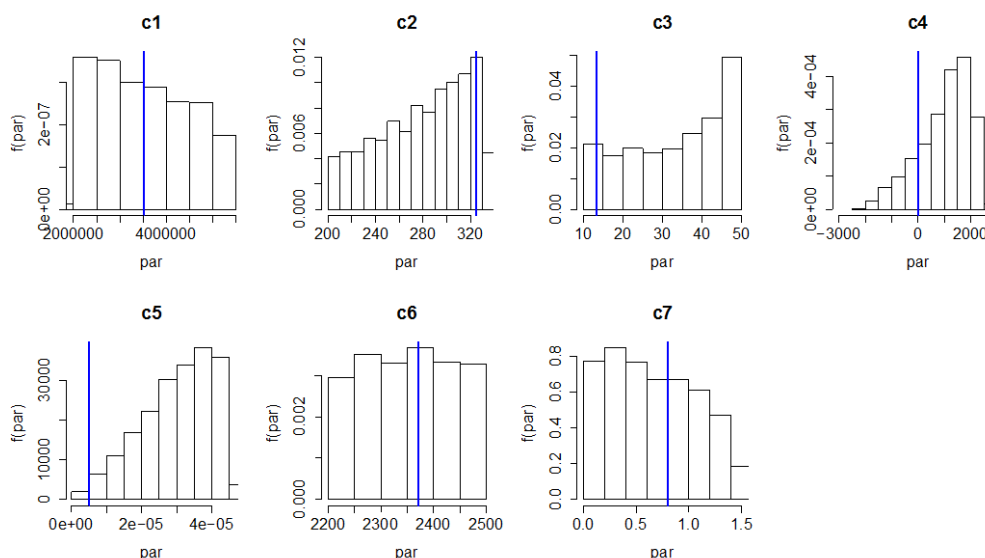 c1
f(par)
0e+00
2e-07
2000000
4000000
par
c2
f(par)
0.000
0.006
0.012
200
240
280
320
par
c3
f(par)
0.00
0.02
0.04
10
20
30
40
50
par
c4
f(par)
0e+00
2e-04
4e-04
−3000
0
2000
par
c5
f(par)
0
10000
30000
0e+00
2e-05
4e-05
par
c6
f(par)
0.000
0.002
2200
2300
2400
2500
par
c7
f(par)
0.0
0.2
0.4
0.6
0.8
0.0
0.5
1.0
1.5
par